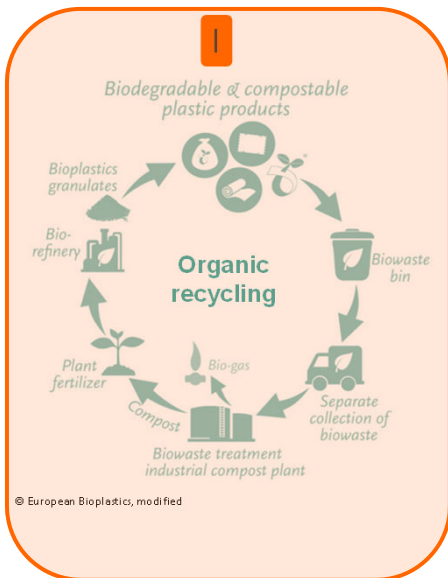 I
Biodegradable & compostable
plastic products
Bioplastics
granulates
Bio-
refinery
Organic
recycling
Biowaste
bin
Plant
fertilizer
Bio-gas
Compost
Separate
collection of
biowaste
Biowaste treatment
industrial compost plant
© European Bioplastics, modified